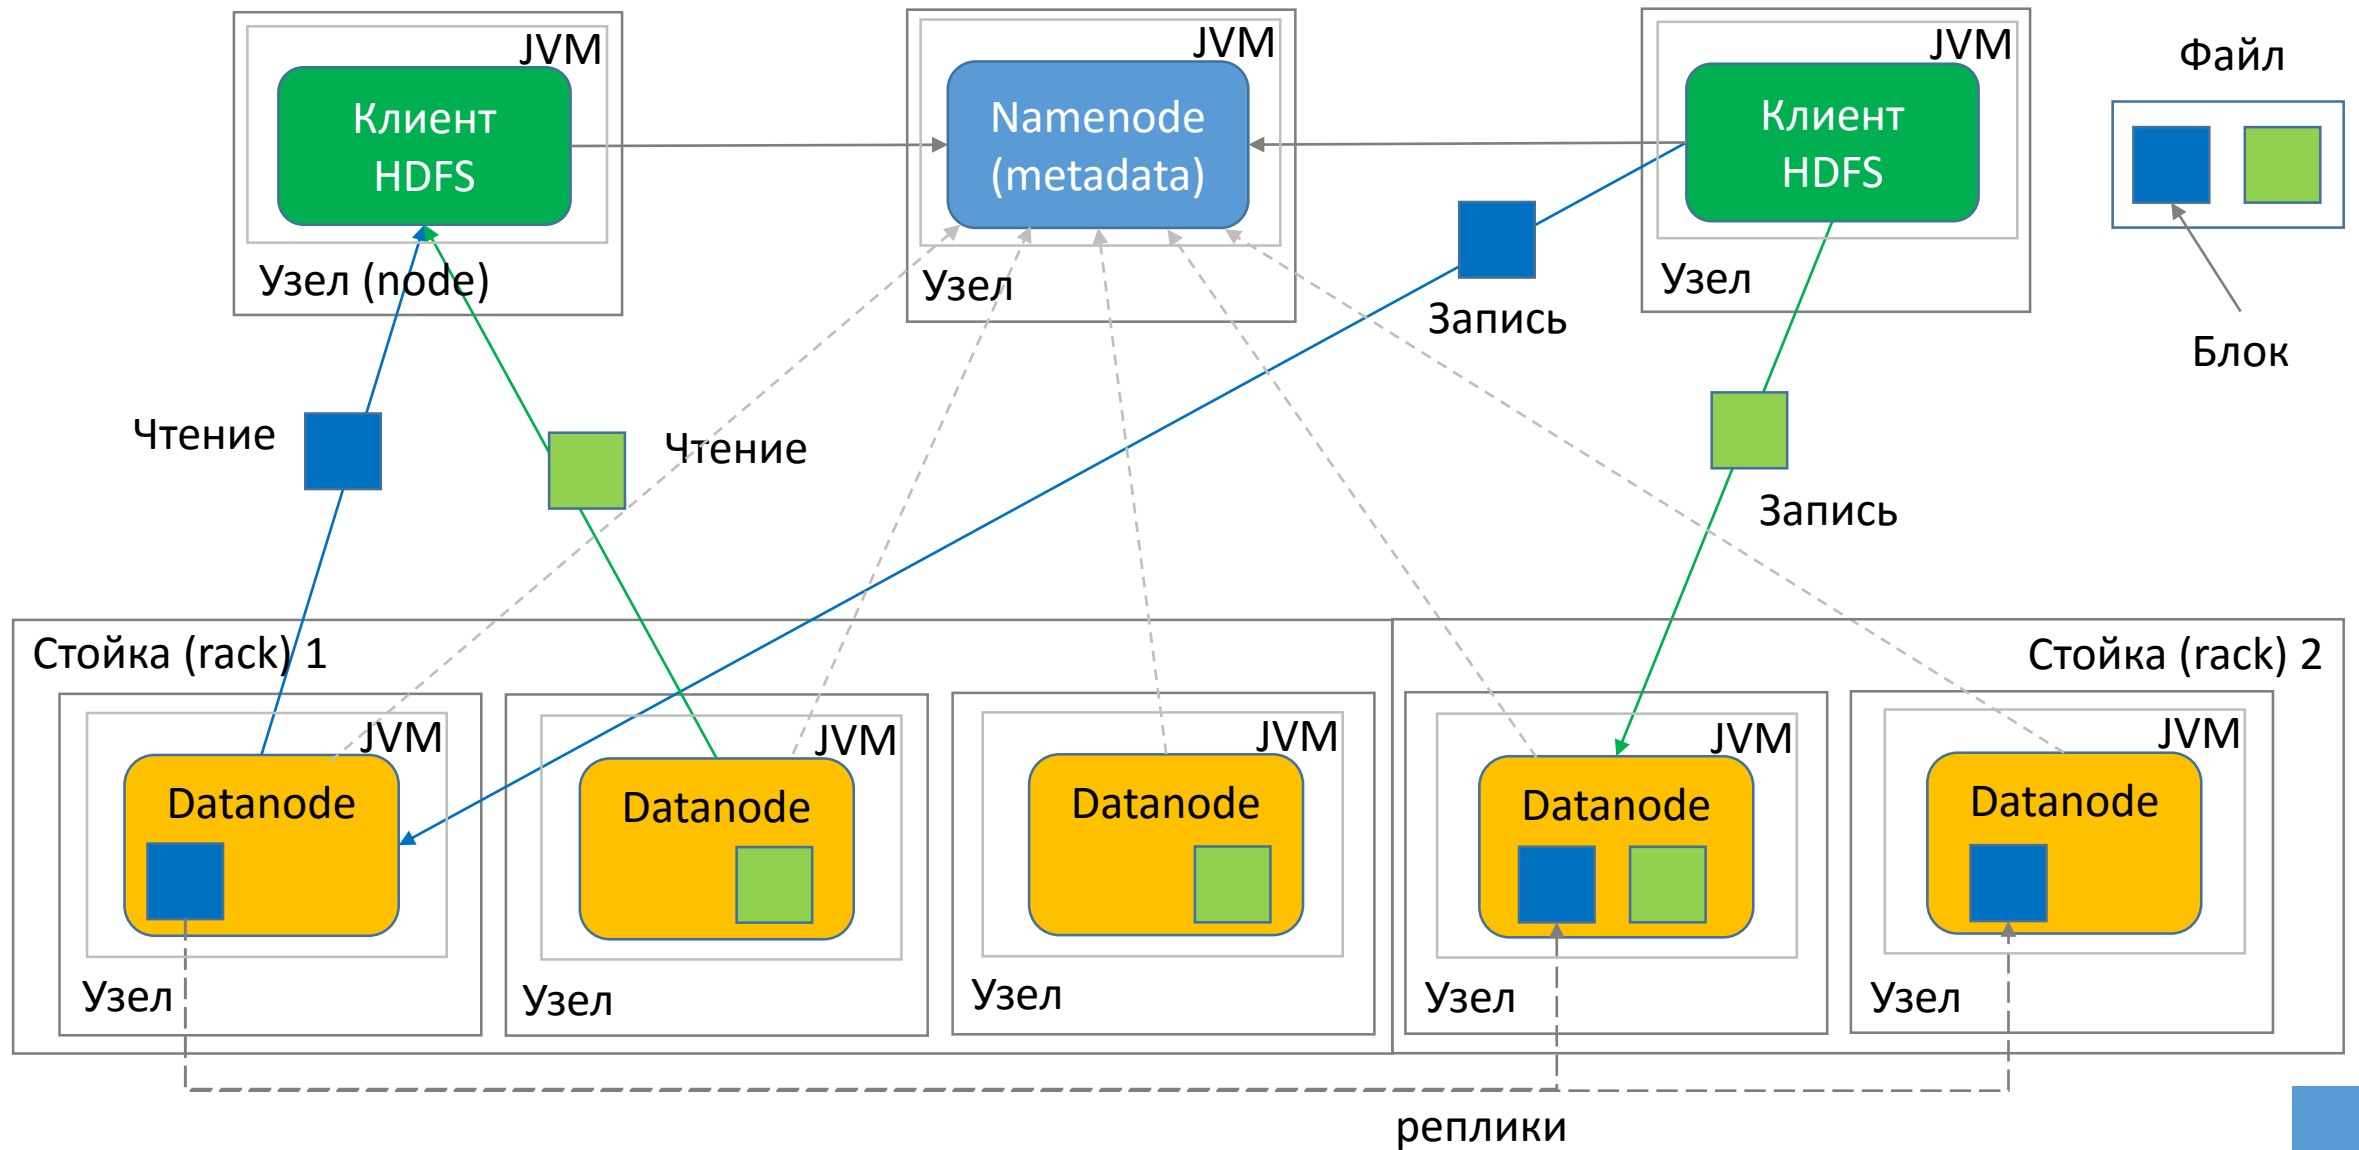 JVM
Клиент
HDFS
Узел (node)
JVM
Namenode
(metadata)
Узел
JVM
Клиент
HDFS
Узел
Файл
Блок
Запись
Чтение
Чтение
Запись
Стойка (rack) 1
Стойка (rack) 2
JVM
Datanode
Узел
JVM
Datanode
Узел
JVM
Datanode
Узел
JVM
Datanode
Узел
JVM
Datanode
Узел
реплики